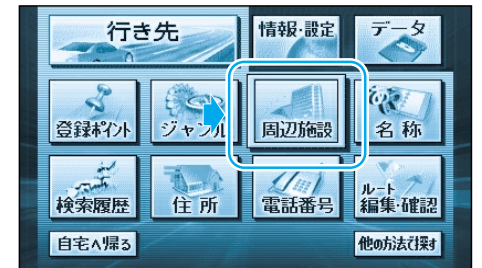 行き先
情報・設定
データ
登録ポイント
ジャンル
周辺施設
名称
検索履歴
住所
電話番号
ルート
編集・確認
自宅へ帰る
他の方法で探す